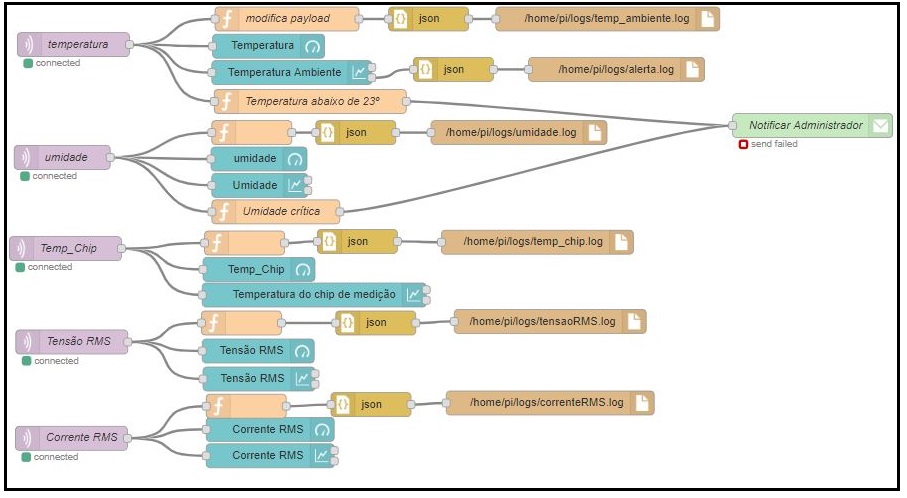 modifica payload
json
/home/pi/logs/temp_ambiente.log
temperatura
connected
Temperatura
Temperatura Ambiente
json
/home/pi/logs/alerta.log
Temperatura abaixo de 23º
Notificar Administrador
send failed
json
/home/pi/logs/umidade.log
umidade
connected
umidade
Umidade
Umidade crítica
json
/home/pi/logs/temp_chip.log
Temp_Chip
connected
Temp_Chip
Temperatura do chip de medição
json
/home/pi/logs/tensaoRMS.log
Tensão RMS
connected
Tensão RMS
Tensão RMS
json
/home/pi/logs/correnteRMS.log
Corrente RMS
connected
Corrente RMS
Corrente RMS